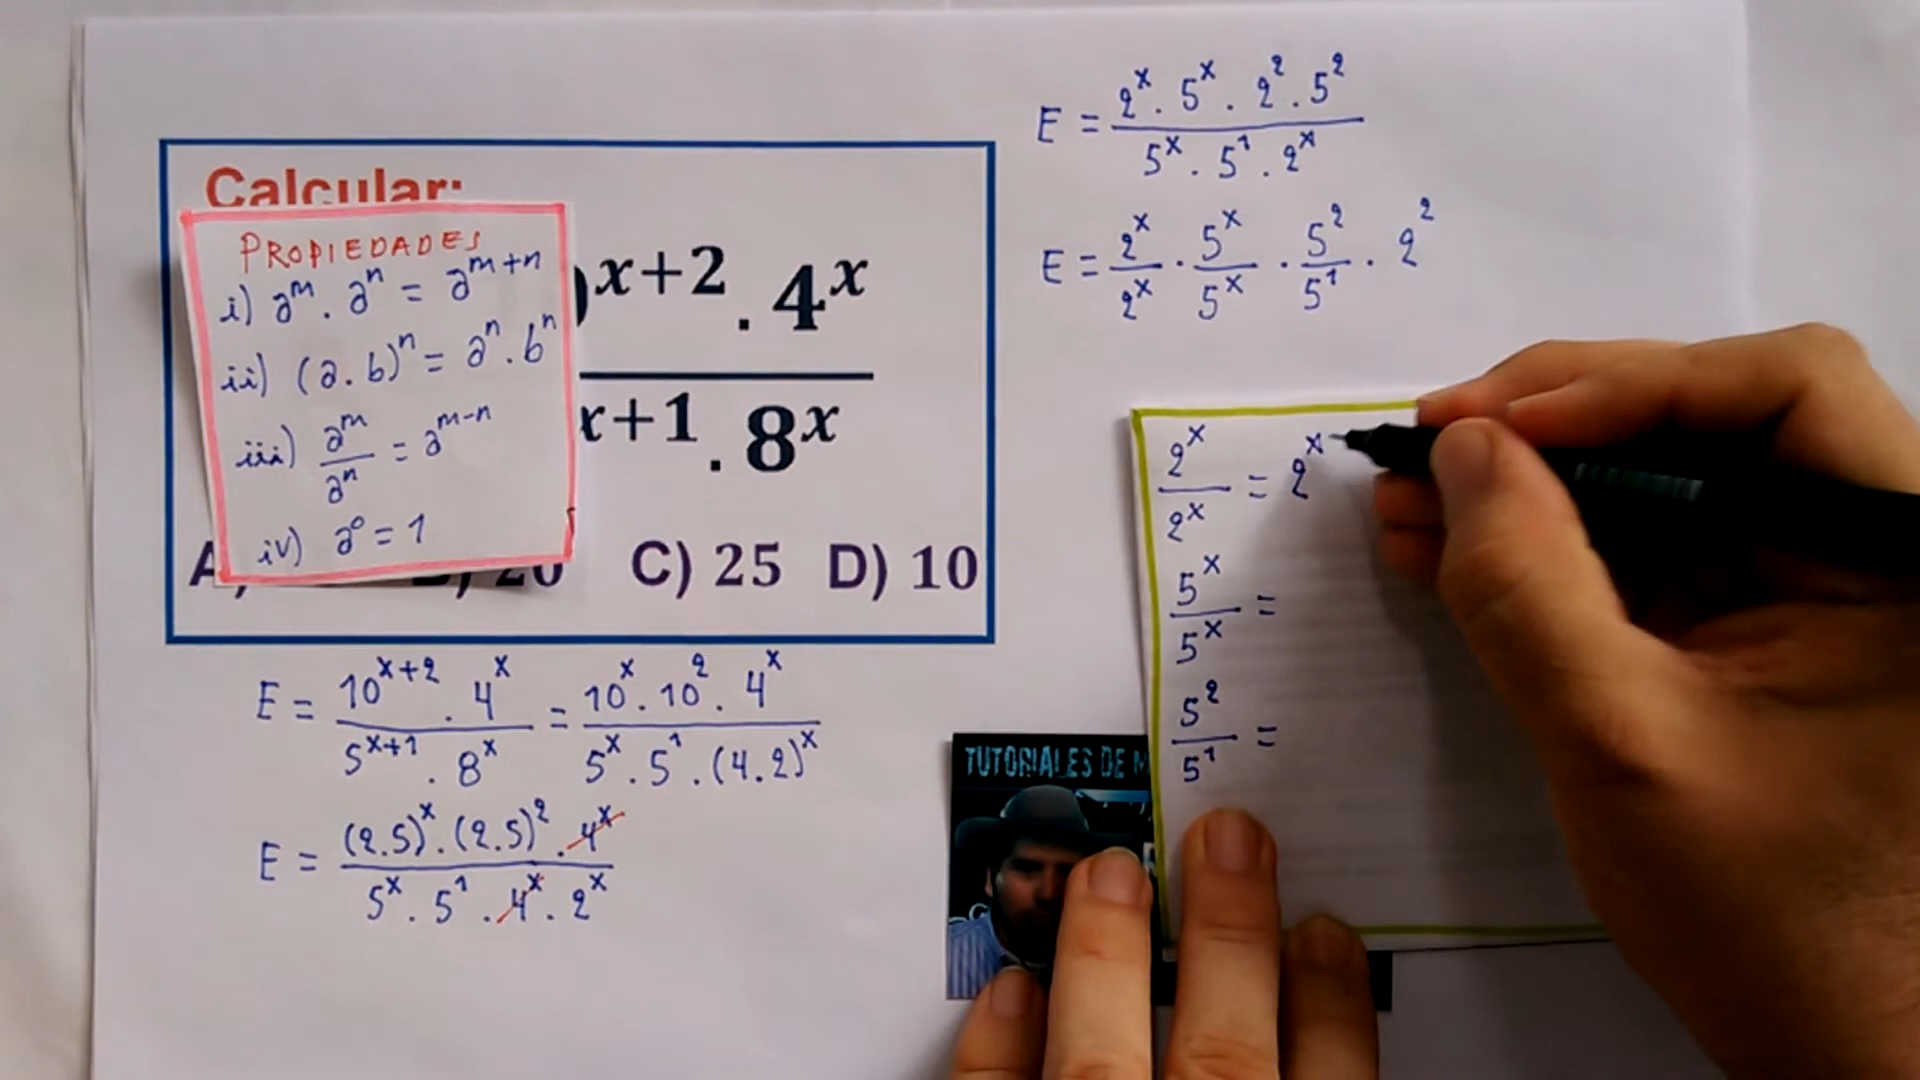 Calcular:
PROPIEDADES
i) a^m . a^n = a^{m+n}
ii) (a.b)^n = a^n . b^n
iii) a^m / a^n = a^{m-n}
iv) a^0 = 1
)^{x+2} . 4^x
x+1 . 8^x
C) 25 D) 10
E = 10^{x+2} . 4^x / 5^{x+1} . 8^x = 10^x . 10^2 . 4^x / 5^x . 5^1 . (4.2)^x
E = (2.5)^x . (2.5)^2 . 4^x / 5^x . 5^1 . 4^x . 2^x
E = 2^x . 5^x . 2^2 . 5^2 / 5^x . 5^1 . 2^x
E = 2^x / 2^x . 5^x / 5^x . 5^2 / 5^1 . 2^2
2^x / 2^x = 2^{x-
5^x / 5^x =
5^2 / 5^1 =
TUTORIALES DE